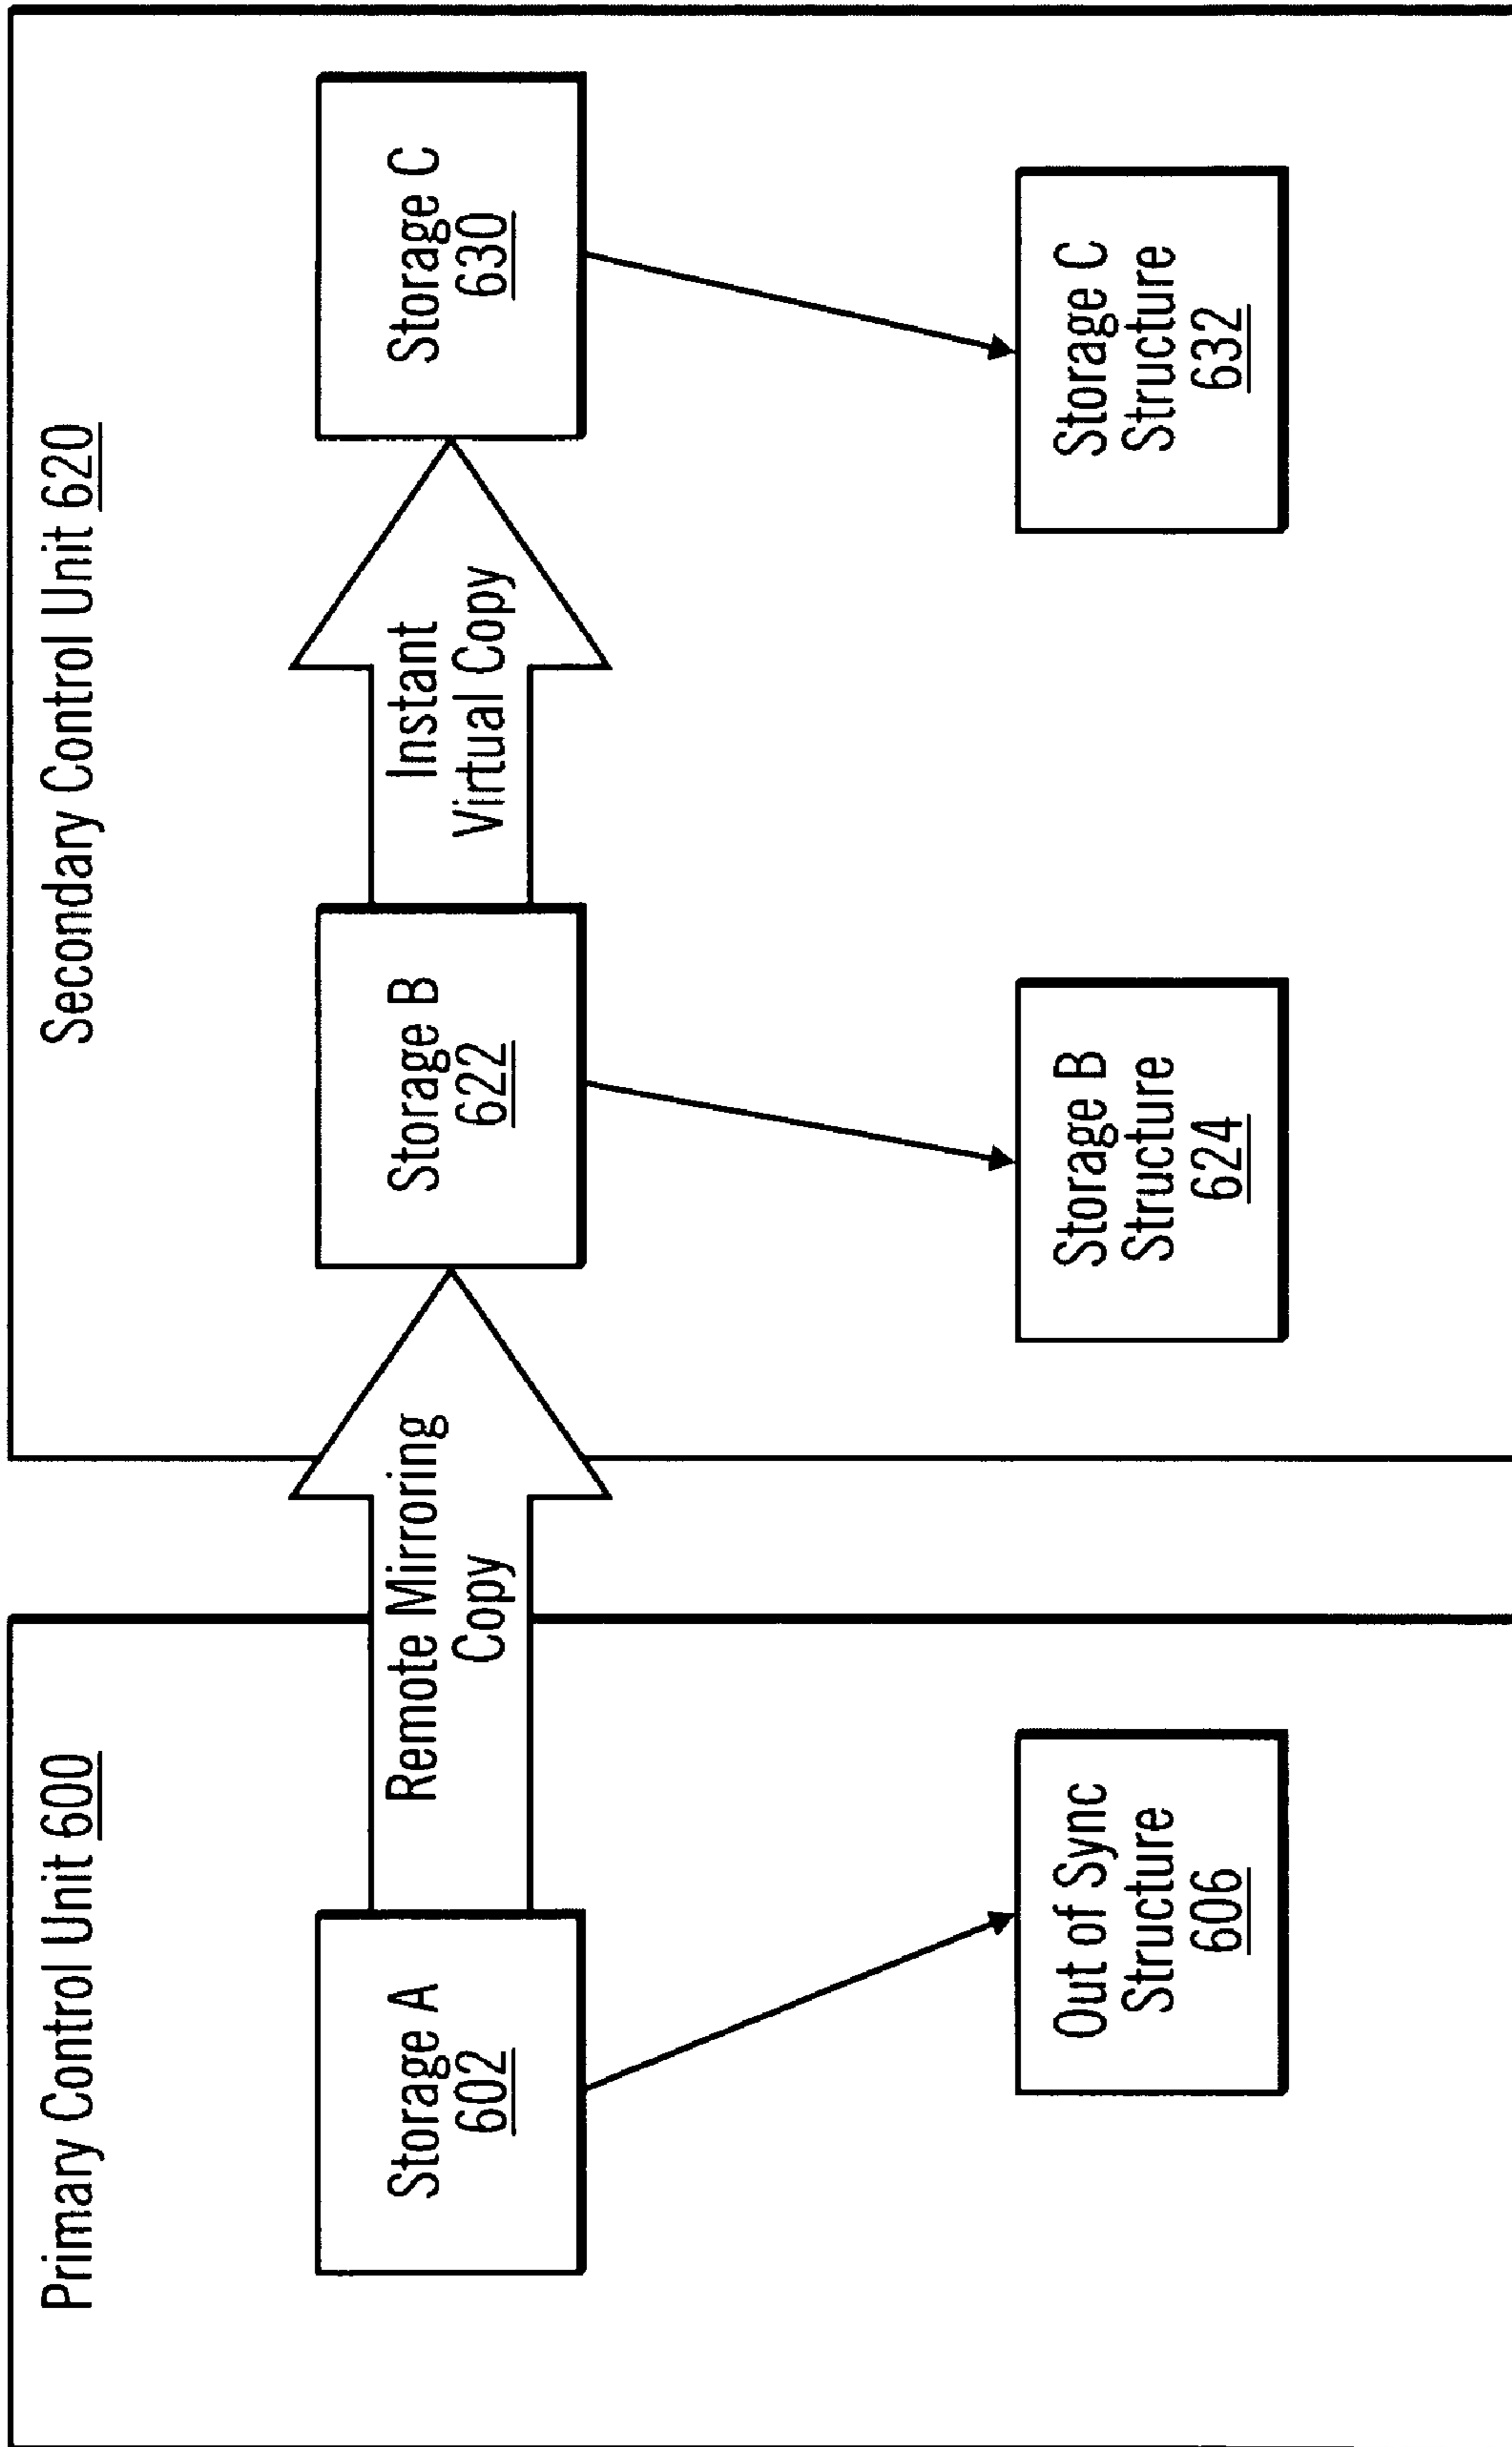 Primary Control Unit 600
Storage A
602
Remote Mirroring
Copy
Out of Sync
Structure
606
Secondary Control Unit 620
Storage B
622
Instant
Virtual Copy
Storage C
630
Storage B
Structure
624
Storage C
Structure
632